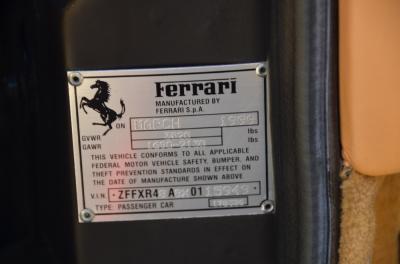 Ferrari
MANUFACTURED BY
FERRARI S.p.A.
ON MARCH
GVWR lbs
GAWR lbs
THIS VEHICLE CONFORMS TO ALL APPLICABLE
FEDERAL MOTOR VEHICLE SAFETY, BUMPER, AND
THEFT PREVENTION STANDARDS IN EFFECT ON
THE DATE OF MANUFACTURE SHOWN ABOVE
V.I.N. ZFFXR4 A 01
TYPE: PASSENGER CAR